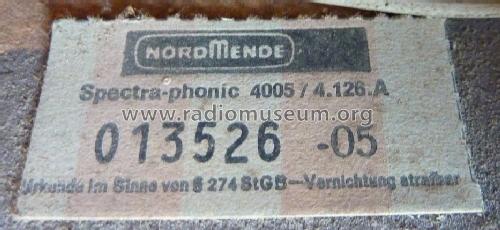 NORDMENDE
Spectra-phonic 4005 / 4.126.A
www.radiomuseum.org
013526 -05
Urkunde im Sinne von § 274 StGB—Vernichtung strafbar